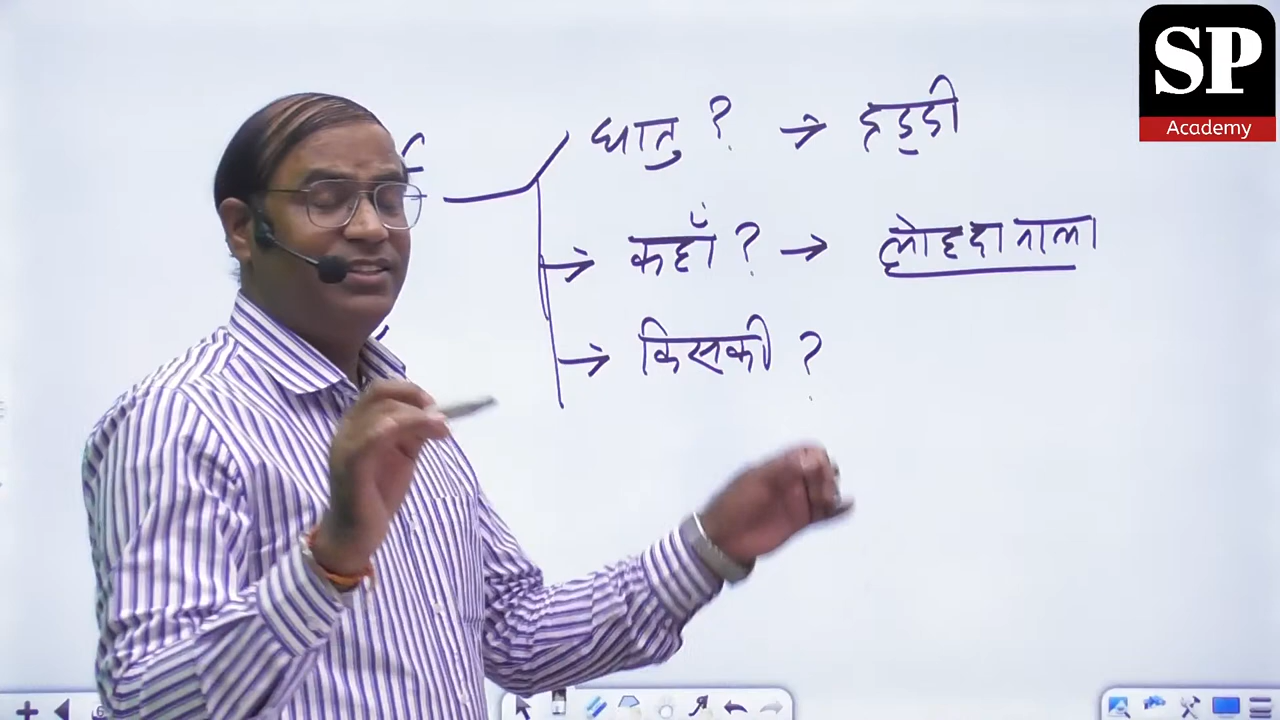 SP
Academy
धातु ? → हड्डी
→ कहाँ ? → लोहदा नाला
→ किसकी ?